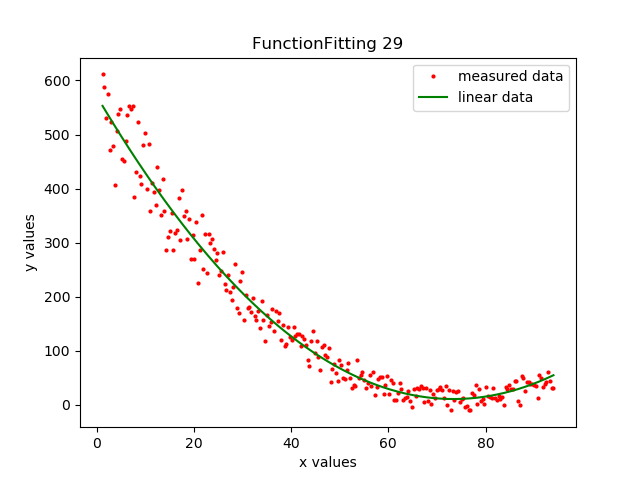 FunctionFitting 29
measured data
linear data
600
500
400
300
200
100
0
y values
0
20
40
60
80
x values